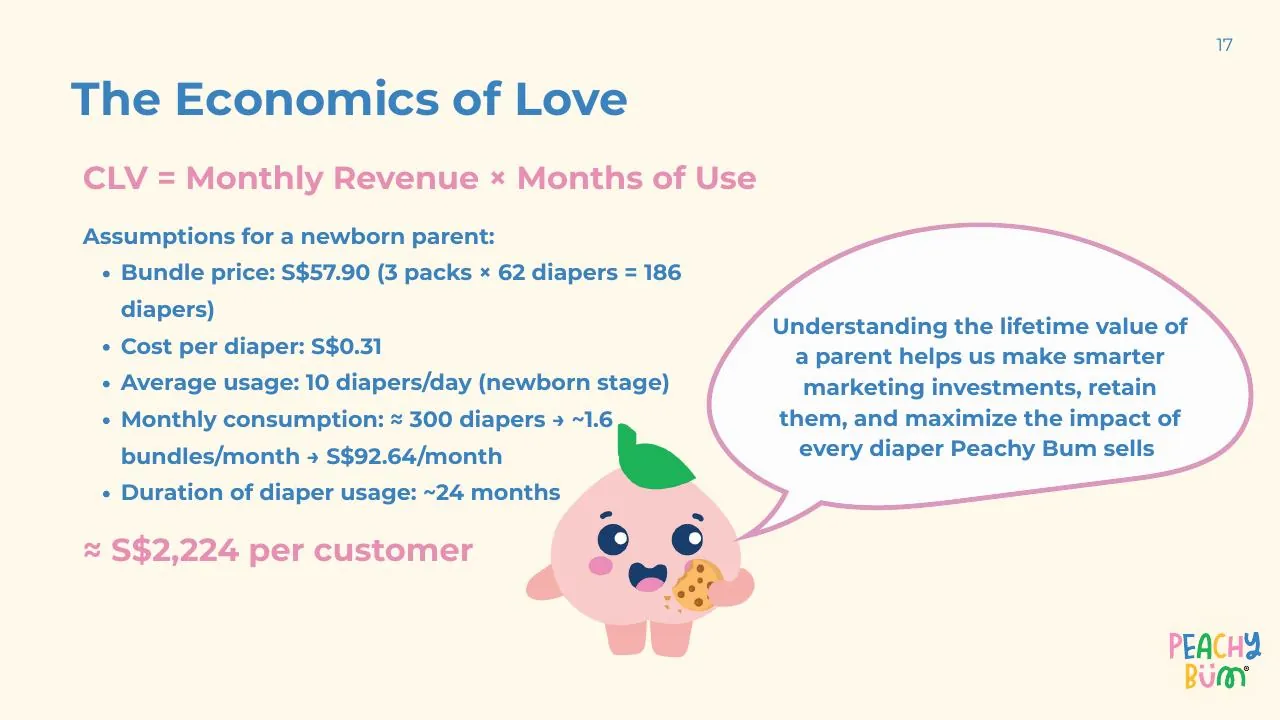 17
The Economics of Love
CLV = Monthly Revenue × Months of Use
Assumptions for a newborn parent:
• Bundle price: S$57.90 (3 packs × 62 diapers = 186
diapers)
• Cost per diaper: S$0.31
• Average usage: 10 diapers/day (newborn stage)
• Monthly consumption: ≈ 300 diapers → ~1.6
bundles/month → S$92.64/month
• Duration of diaper usage: ~24 months
≈ S$2,224 per customer
Understanding the lifetime value of
a parent helps us make smarter
marketing investments, retain
them, and maximize the impact of
every diaper Peachy Bum sells
PEACHY
BÜM®